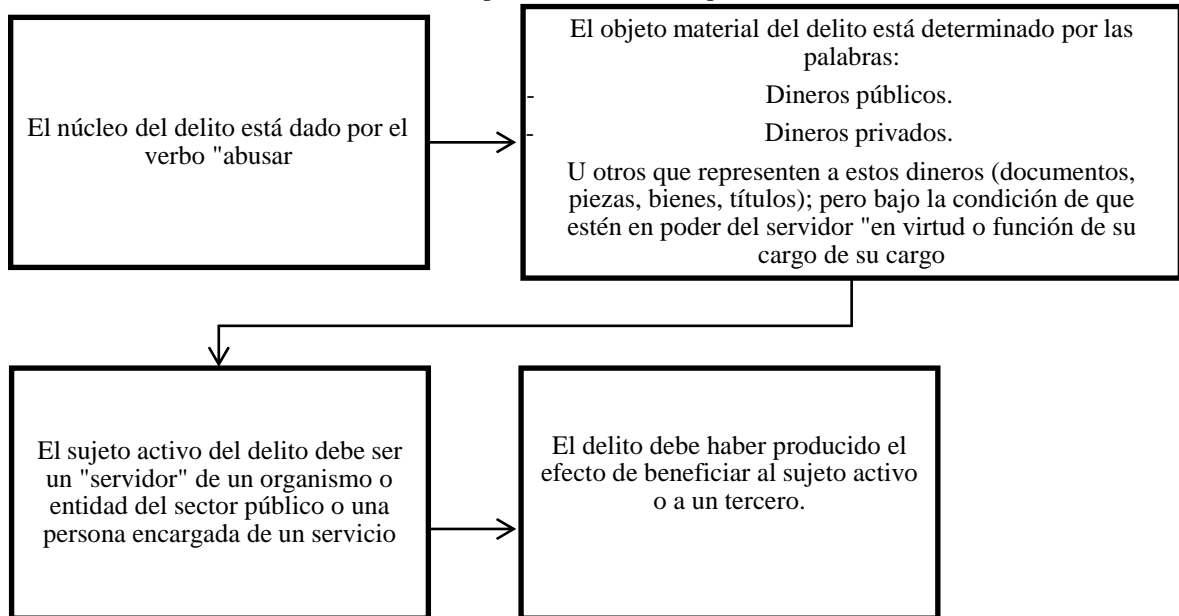 El núcleo del delito está dado por el
verbo "abusar
El objeto material del delito está determinado por las
palabras:
- Dineros públicos.
- Dineros privados.
U otros que representen a estos dineros (documentos,
piezas, bienes, títulos); pero bajo la condición de que
estén en poder del servidor "en virtud o función de su
cargo de su cargo
El sujeto activo del delito debe ser
un "servidor" de un organismo o
entidad del sector público o una
persona encargada de un servicio
El delito debe haber producido el
efecto de beneficiar al sujeto activo
o a un tercero.